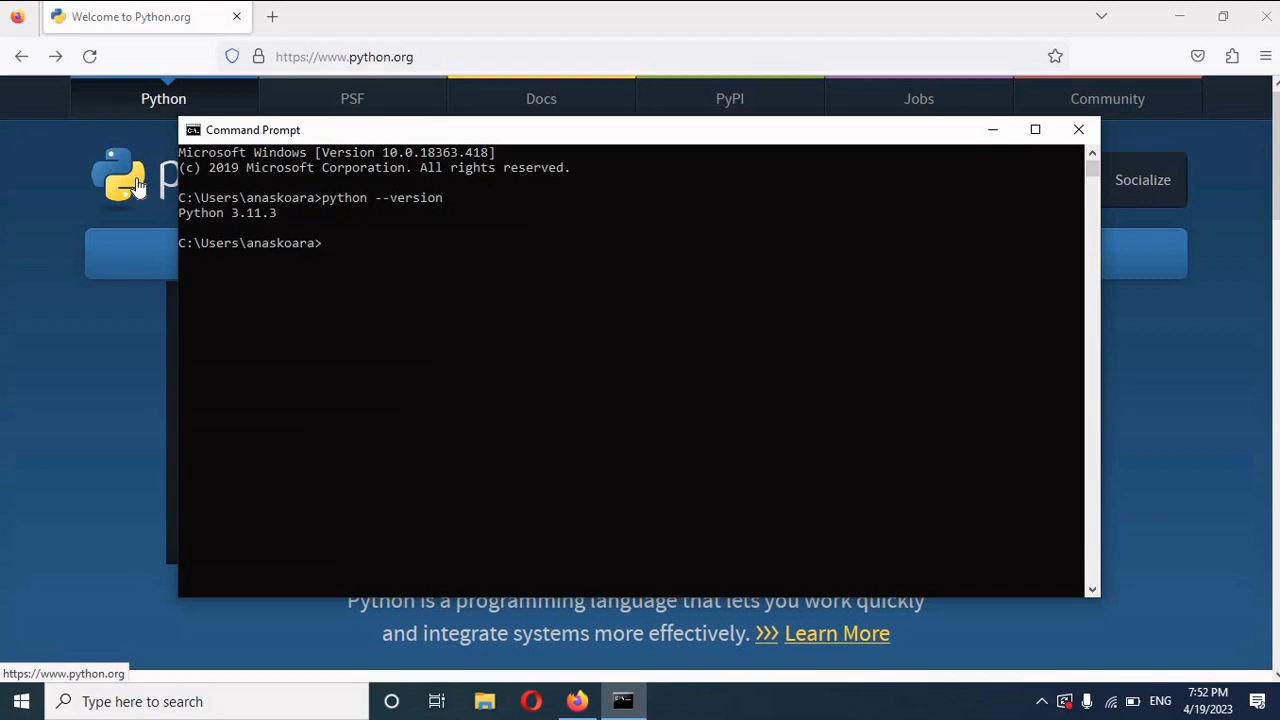 Welcome to Python.org
https://www.python.org
Python
PSF
Docs
PyPI
Jobs
Community
Command Prompt
Microsoft Windows [Version 10.0.18363.418]
(c) 2019 Microsoft Corporation. All rights reserved.
C:\Users\anaskoara>python --version
Python 3.11.3
C:\Users\anaskoara>
Socialize
Python is a programming language that lets you work quickly
and integrate systems more effectively. >>> Learn More
https://www.python.org
Type here to search
ENG
7:52 PM
4/19/2023